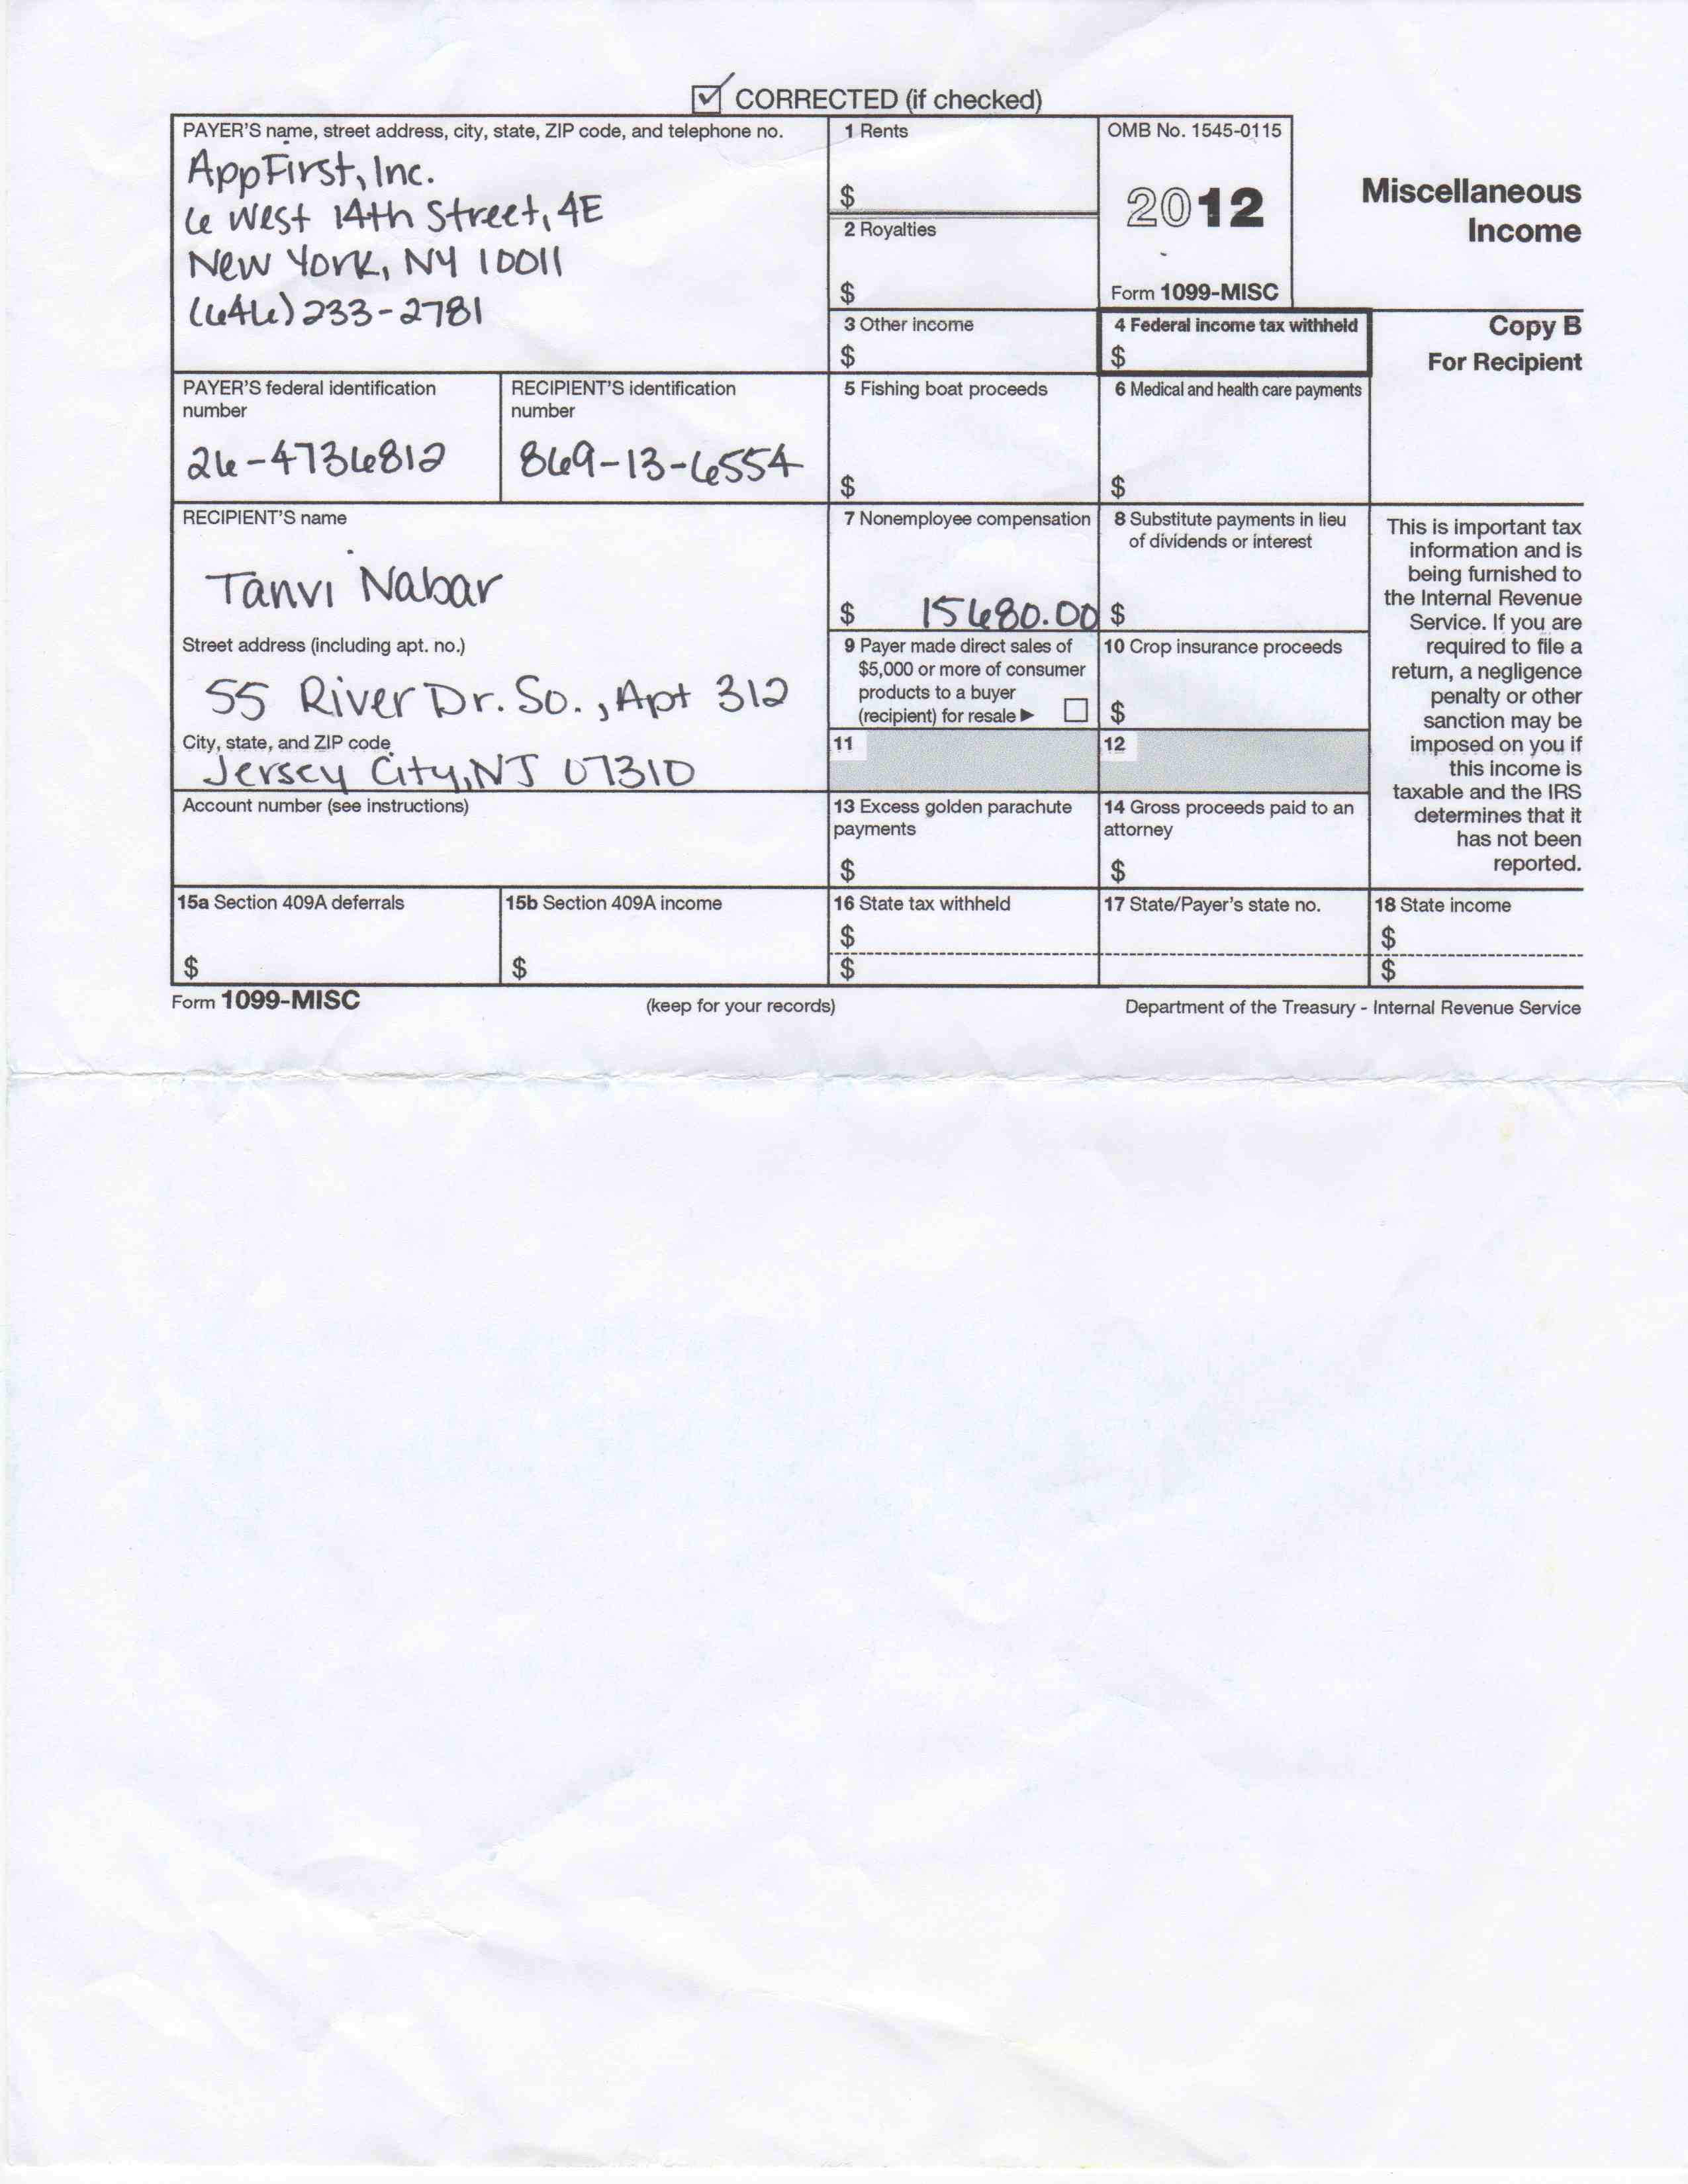 CORRECTED (if checked)
PAYER'S name, street address, city, state, ZIP code, and telephone no.
AppFirst, Inc.
6 West 14th Street, 4E
New York, NY 10011
(646) 233-2781
1 Rents
$
2 Royalties
$
OMB No. 1545-0115
2012
Form 1099-MISC
Miscellaneous
Income
3 Other income
$
4 Federal income tax withheld
$
Copy B
For Recipient
PAYER'S federal identification
number
26-4736812
RECIPIENT'S identification
number
869-13-6554
5 Fishing boat proceeds
$
6 Medical and health care payments
$
RECIPIENT'S name
Tanvi Nabar
Street address (including apt. no.)
55 River Dr. So., Apt 312
City, state, and ZIP code
Jersey City, NJ 07310
7 Nonemployee compensation
$ 15680.00
8 Substitute payments in lieu
of dividends or interest
$
9 Payer made direct sales of
$5,000 or more of consumer
products to a buyer
(recipient) for resale ►
10 Crop insurance proceeds
$
11
12
This is important tax
information and is
being furnished to
the Internal Revenue
Service. If you are
required to file a
return, a negligence
penalty or other
sanction may be
imposed on you if
this income is
taxable and the IRS
determines that it
has not been
reported.
Account number (see instructions)
13 Excess golden parachute
payments
$
14 Gross proceeds paid to an
attorney
$
15a Section 409A deferrals
$
15b Section 409A income
$
16 State tax withheld
$
$
17 State/Payer's state no.
18 State income
$
$
Form 1099-MISC
(keep for your records)
Department of the Treasury - Internal Revenue Service